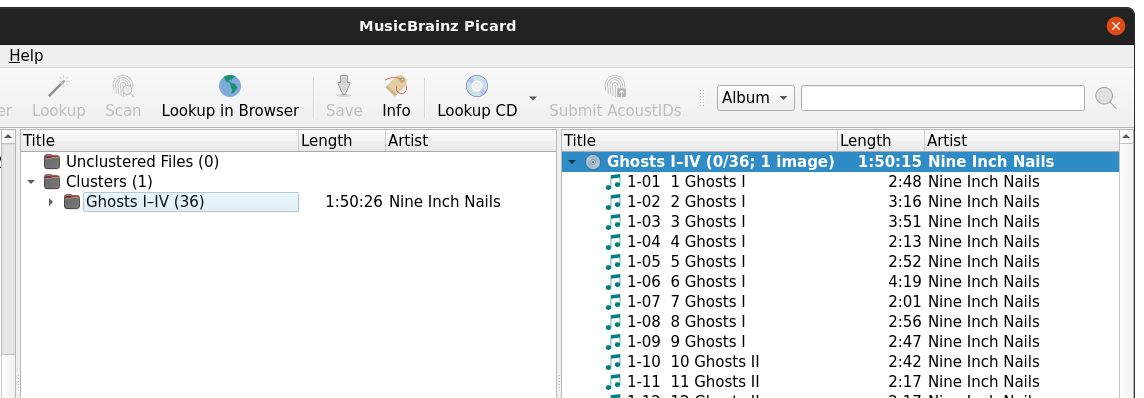 MusicBrainz Picard
Help
er Lookup Scan Lookup in Browser Save Info Lookup CD Submit AcoustIDs Album
Title Length Artist
Unclustered Files (0)
Clusters (1)
Ghosts I–IV (36) 1:50:26 Nine Inch Nails
Title Length Artist
Ghosts I–IV (0/36; 1 image) 1:50:15 Nine Inch Nails
1-01 1 Ghosts I 2:48 Nine Inch Nails
1-02 2 Ghosts I 3:16 Nine Inch Nails
1-03 3 Ghosts I 3:51 Nine Inch Nails
1-04 4 Ghosts I 2:13 Nine Inch Nails
1-05 5 Ghosts I 2:52 Nine Inch Nails
1-06 6 Ghosts I 4:19 Nine Inch Nails
1-07 7 Ghosts I 2:01 Nine Inch Nails
1-08 8 Ghosts I 2:56 Nine Inch Nails
1-09 9 Ghosts I 2:47 Nine Inch Nails
1-10 10 Ghosts II 2:42 Nine Inch Nails
1-11 11 Ghosts II 2:17 Nine Inch Nails